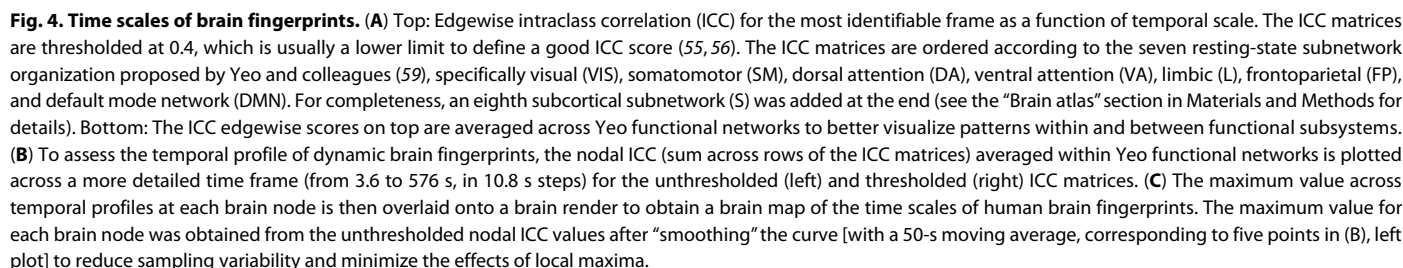 Fig. 4. Time scales of brain fingerprints. (A) Top: Edgewise intraclass correlation (ICC) for the most identifiable frame as a function of temporal scale. The ICC matrices
are thresholded at 0.4, which is usually a lower limit to define a good ICC score (55, 56). The ICC matrices are ordered according to the seven resting-state subnetwork
organization proposed by Yeo and colleagues (59), specifically visual (VIS), somatomotor (SM), dorsal attention (DA), ventral attention (VA), limbic (L), frontoparietal (FP),
and default mode network (DMN). For completeness, an eighth subcortical subnetwork (S) was added at the end (see the “Brain atlas” section in Materials and Methods for
details). Bottom: The ICC edgewise scores on top are averaged across Yeo functional networks to better visualize patterns within and between functional subsystems.
(B) To assess the temporal profile of dynamic brain fingerprints, the nodal ICC (sum across rows of the ICC matrices) averaged within Yeo functional networks is plotted
across a more detailed time frame (from 3.6 to 576 s, in 10.8 s steps) for the unthresholded (left) and thresholded (right) ICC matrices. (C) The maximum value across
temporal profiles at each brain node is then overlaid onto a brain render to obtain a brain map of the time scales of human brain fingerprints. The maximum value for
each brain node was obtained from the unthresholded nodal ICC values after “smoothing” the curve [with a 50-s moving average, corresponding to five points in (B), left
plot] to reduce sampling variability and minimize the effects of local maxima.